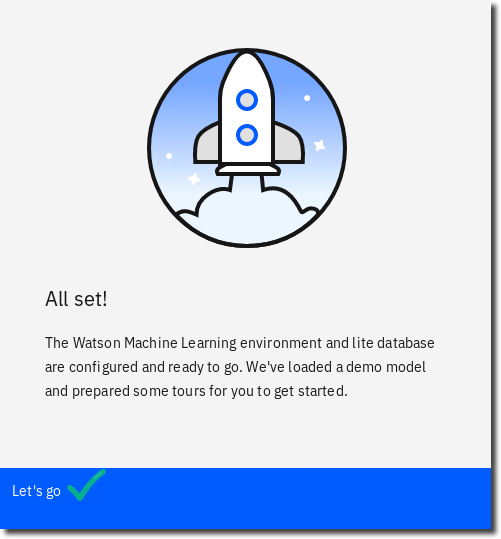 All set!
The Watson Machine Learning environment and lite database
are configured and ready to go. We've loaded a demo model
and prepared some tours for you to get started.
Let's go